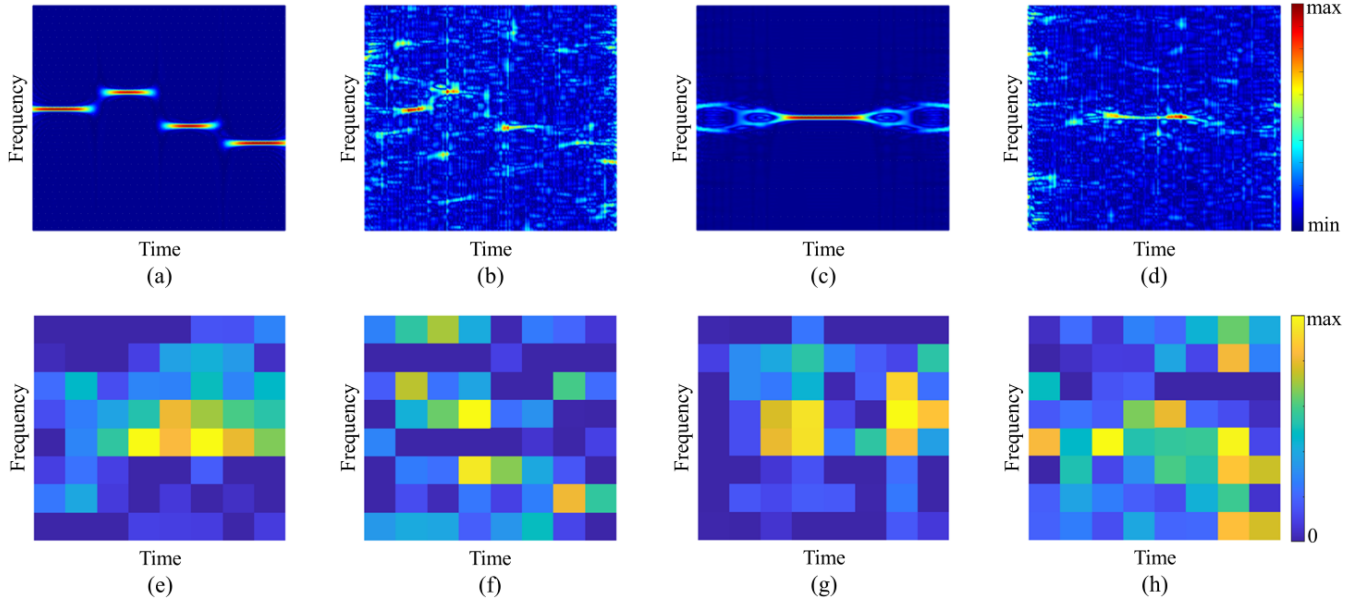 Frequency
Time
(a)
Frequency
Time
(b)
Frequency
Time
(c)
Frequency
Time
(d)
max
min
Frequency
Time
(e)
Frequency
Time
(f)
Frequency
Time
(g)
Frequency
Time
(h)
max
0